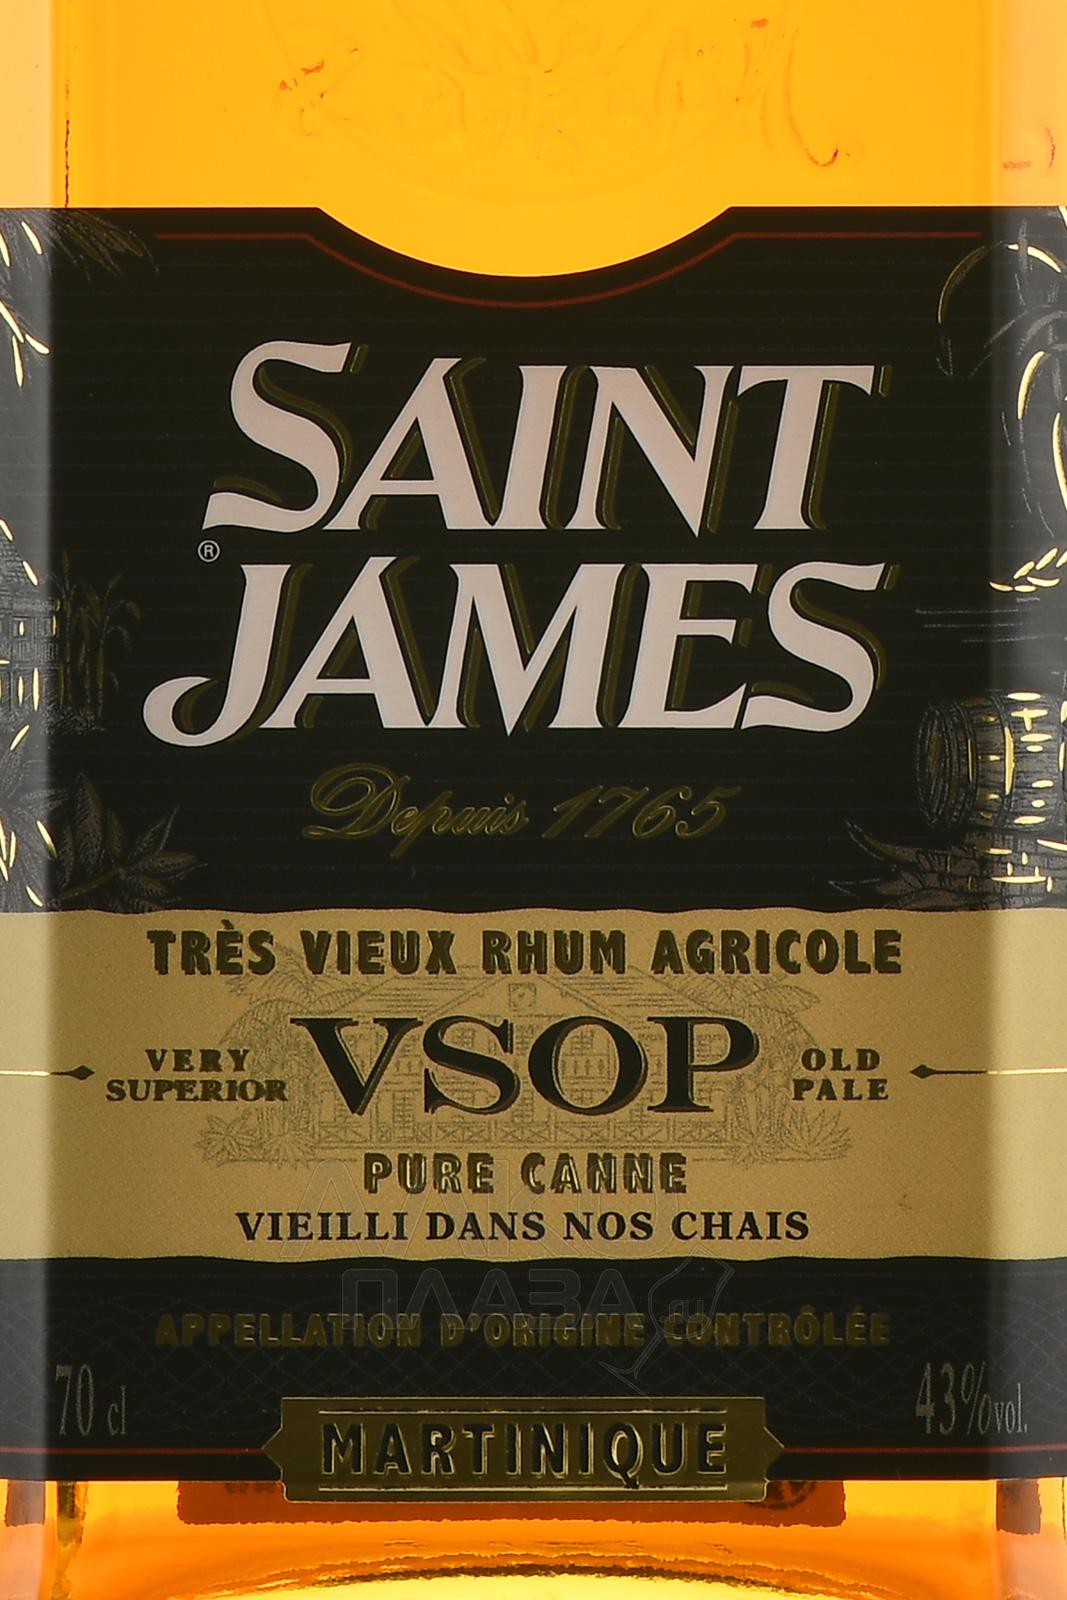 SAINT
®
JAMES
Depuis 1765
TRÈS VIEUX RHUM AGRICOLE
VERY SUPERIOR VSOP OLD PALE
PURE CANNE
VIEILLI DANS NOS CHAIS
ПЛАЗА
APPELLATION D'ORIGINE CONTRÔLÉE
70 cl
43% vol.
MARTINIQUE